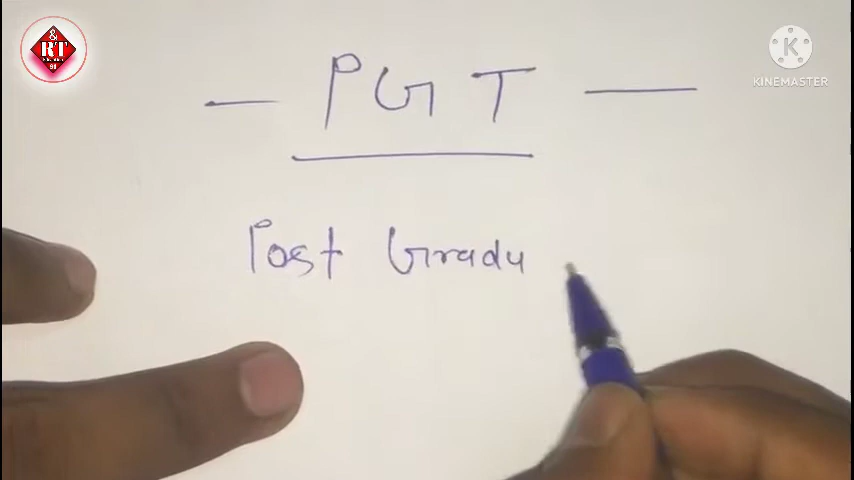 &
RT
KINEMASTER
— PGT —
Post Gradu